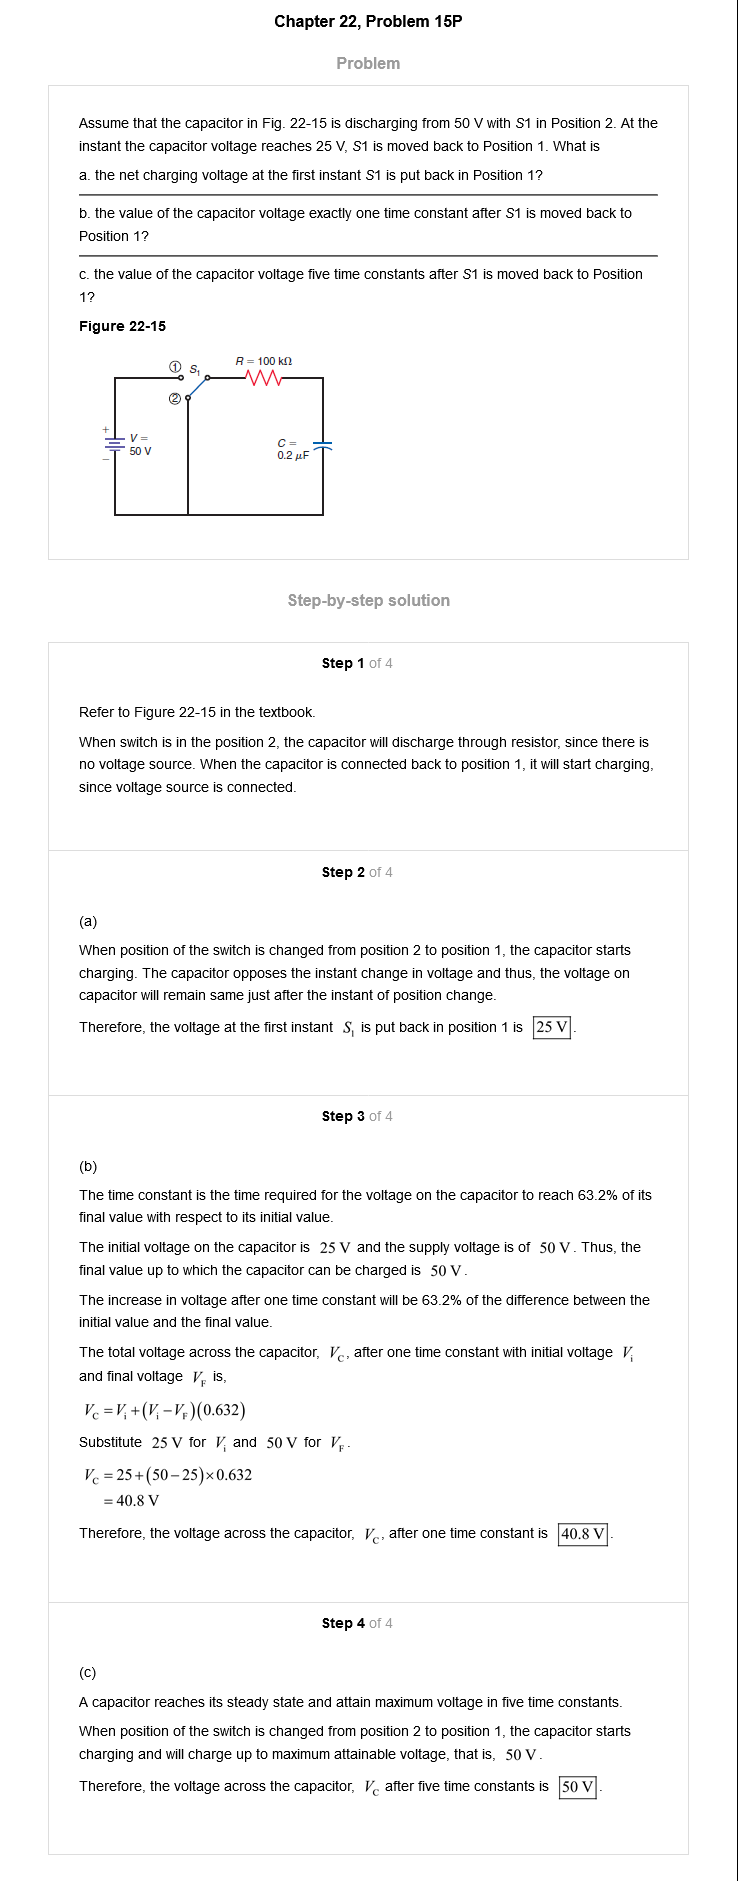 Chapter 22, Problem 15P
Problem
Assume that the capacitor in Fig. 22-15 is discharging from 50 V with S1 in Position 2. At the
instant the capacitor voltage reaches 25 V, S1 is moved back to Position 1. What is
a. the net charging voltage at the first instant S1 is put back in Position 1?
b. the value of the capacitor voltage exactly one time constant after S1 is moved back to
Position 1?
c. the value of the capacitor voltage five time constants after S1 is moved back to Position
1?
Figure 22-15
① S₁
R = 100 kΩ
②
+
V =
50 V
−
C =
0.2 μF
Step-by-step solution
Step 1 of 4
Refer to Figure 22-15 in the textbook.
When switch is in the position 2, the capacitor will discharge through resistor, since there is
no voltage source. When the capacitor is connected back to position 1, it will start charging,
since voltage source is connected.
Step 2 of 4
(a)
When position of the switch is changed from position 2 to position 1, the capacitor starts
charging. The capacitor opposes the instant change in voltage and thus, the voltage on
capacitor will remain same just after the instant of position change.
Therefore, the voltage at the first instant S₁ is put back in position 1 is 25 V.
Step 3 of 4
(b)
The time constant is the time required for the voltage on the capacitor to reach 63.2% of its
final value with respect to its initial value.
The initial voltage on the capacitor is 25 V and the supply voltage is of 50 V. Thus, the
final value up to which the capacitor can be charged is 50 V.
The increase in voltage after one time constant will be 63.2% of the difference between the
initial value and the final value.
The total voltage across the capacitor, V_C, after one time constant with initial voltage V_i
and final voltage V_F is,
V_C = V_i + (V_i − V_F)(0.632)
Substitute 25 V for V_i and 50 V for V_F.
V_C = 25 + (50 − 25) × 0.632
= 40.8 V
Therefore, the voltage across the capacitor, V_C, after one time constant is 40.8 V.
Step 4 of 4
(c)
A capacitor reaches its steady state and attain maximum voltage in five time constants.
When position of the switch is changed from position 2 to position 1, the capacitor starts
charging and will charge up to maximum attainable voltage, that is, 50 V.
Therefore, the voltage across the capacitor, V_C after five time constants is 50 V.